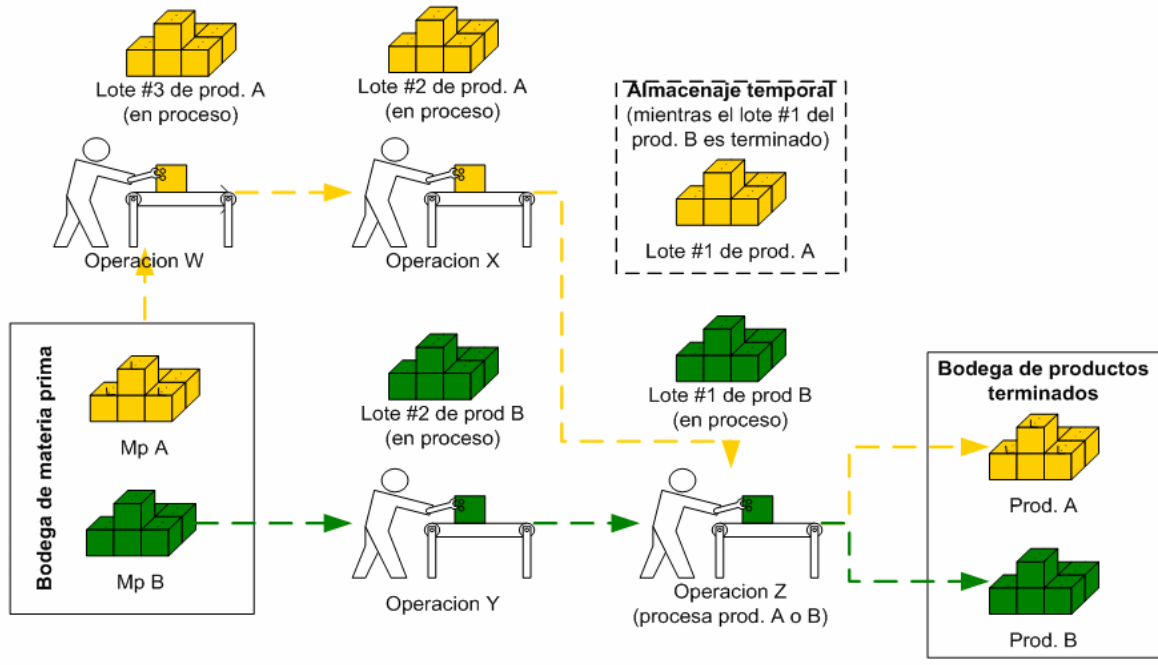 Lote #3 de prod. A
(en proceso)
Lote #2 de prod. A
(en proceso)
Almacenaje temporal
(mientras el lote #1 del
prod. B es terminado)
Lote #1 de prod. A
Operacion W
Operacion X
Bodega de materia prima
Mp A
Mp B
Lote #2 de prod B
(en proceso)
Lote #1 de prod B
(en proceso)
Operacion Y
Operacion Z
(procesa prod. A o B)
Bodega de productos
terminados
Prod. A
Prod. B